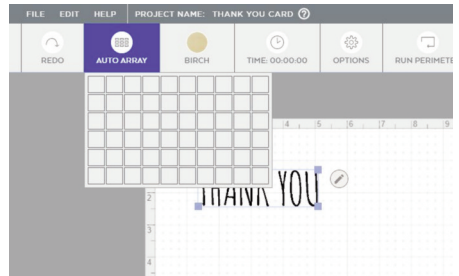 FILE EDIT HELP PROJECT NAME: THANK YOU CARD ?
REDO AUTO ARRAY BIRCH TIME: 00:00:00 OPTIONS RUN PERIMETE
4 5 6 7 8 9
THANK YOU
2
3
4